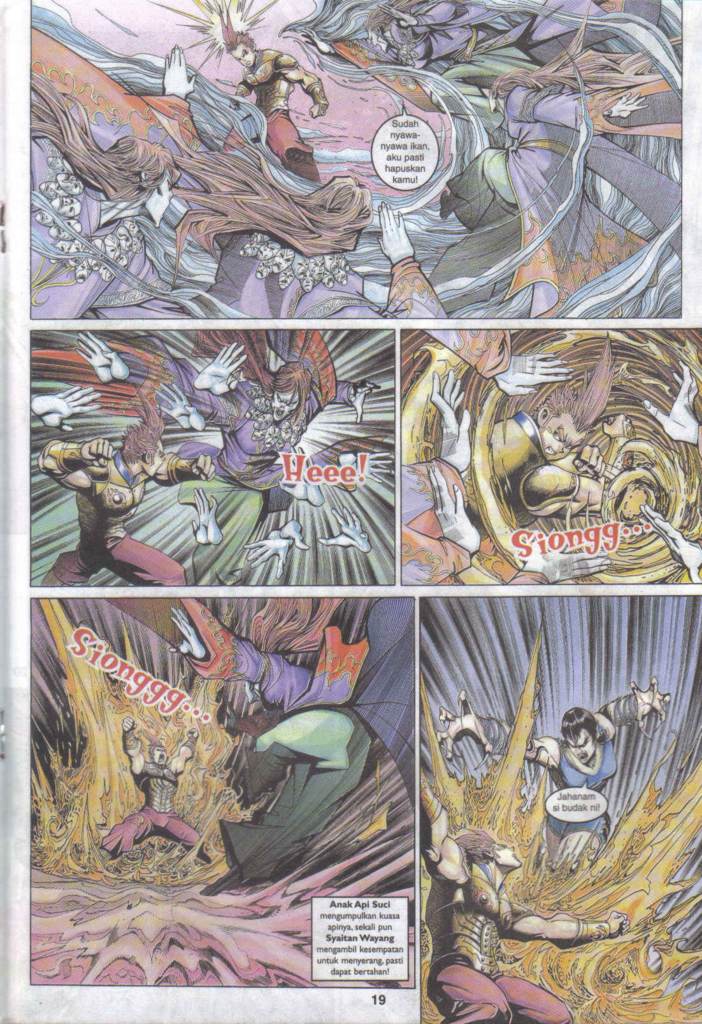 Sudah
nyawa-
nyawa ikan,
aku pasti
hapuskan
kamu!
Heee!
Siongg...
Sionggg...
Jahanam
si budak ni!
Anak Api Suci
mengumpulkan kuasa
apinya, sekali pun
Syaitan Wayang
mengambil kesempatan
untuk menyerang, pasti
dapat bertahan!
19